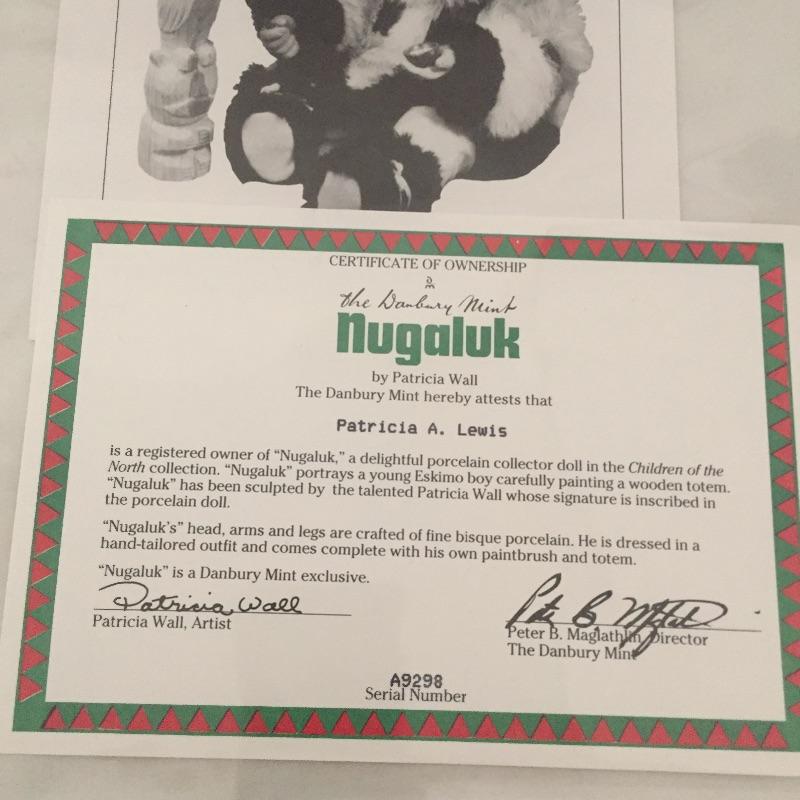 CERTIFICATE OF OWNERSHIP
the Danbury Mint
Nugaluk
by Patricia Wall
The Danbury Mint hereby attests that
Patricia A. Lewis
is a registered owner of “Nugaluk,” a delightful porcelain collector doll in the Children of the
North collection. “Nugaluk” portrays a young Eskimo boy carefully painting a wooden totem.
“Nugaluk” has been sculpted by the talented Patricia Wall whose signature is inscribed in
the porcelain doll.
“Nugaluk's” head, arms and legs are crafted of fine bisque porcelain. He is dressed in a
hand-tailored outfit and comes complete with his own paintbrush and totem.
“Nugaluk” is a Danbury Mint exclusive.
Patricia Wall
Patricia Wall, Artist
Peter B. Maglathlin, Director
The Danbury Mint
A9298
Serial Number